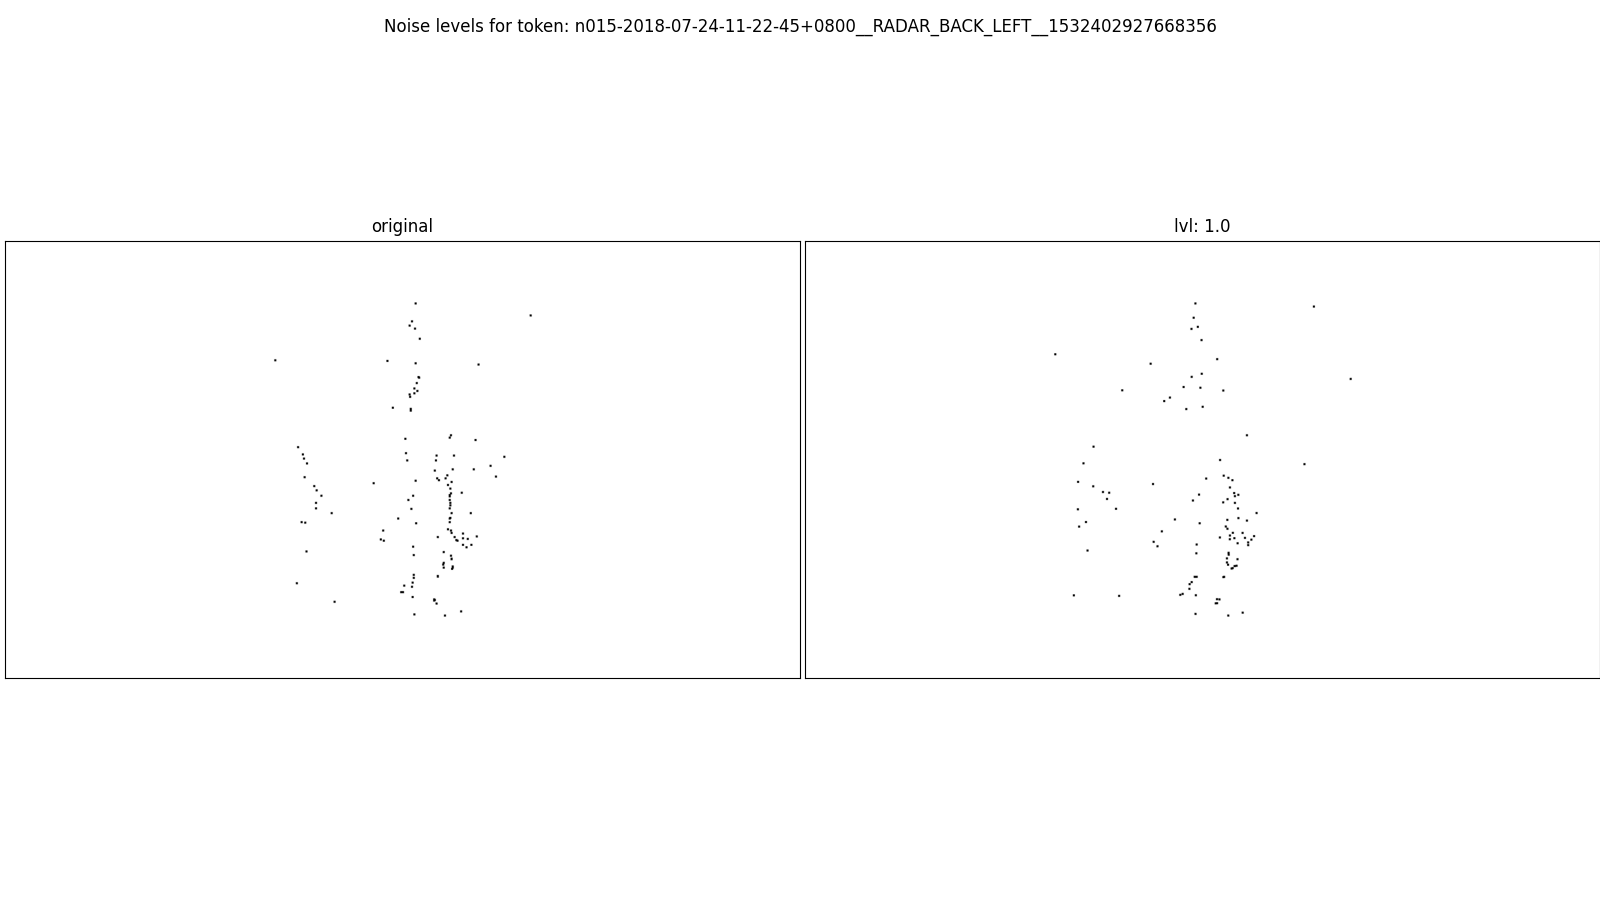 Noise levels for token: n015-2018-07-24-11-22-45+0800__RADAR_BACK_LEFT__1532402927668356
original
lvl: 1.0